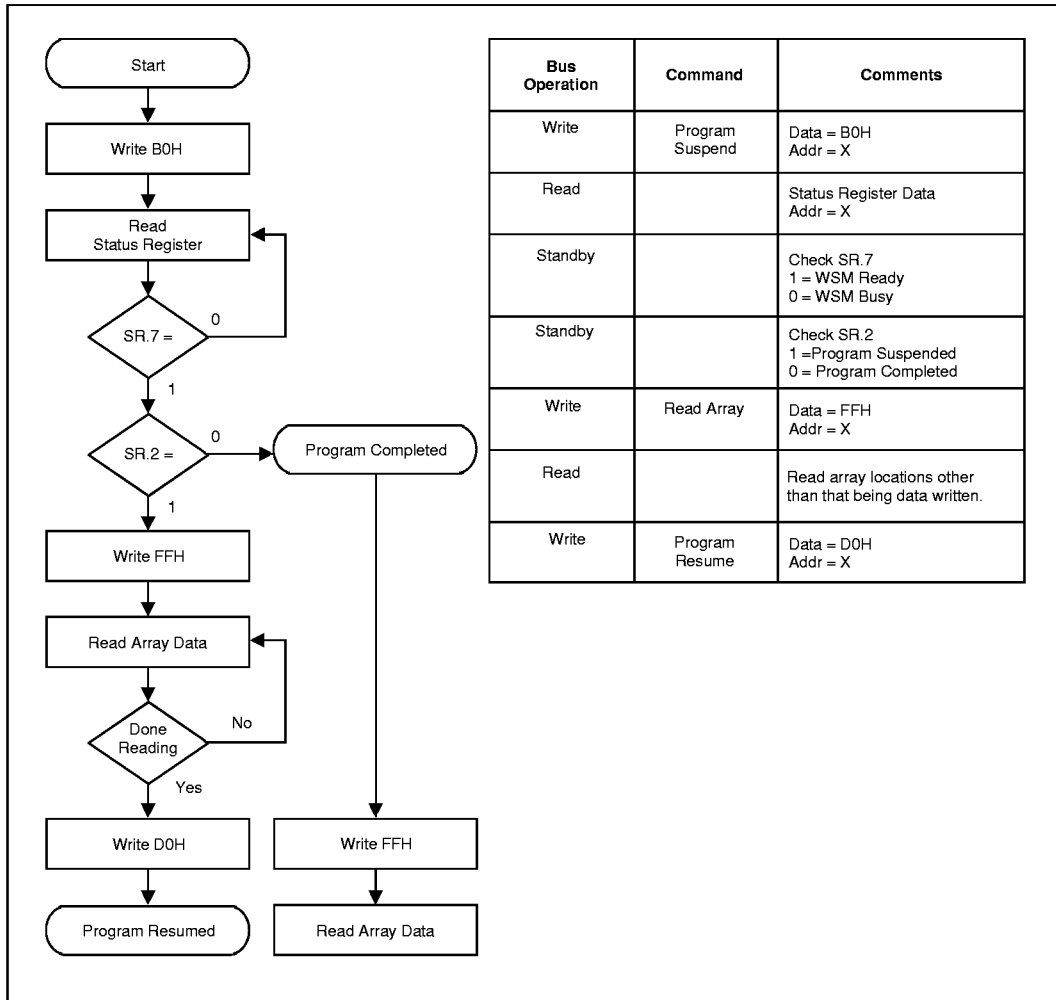 Start
Write B0H
Read
Status Register
SR.7 =
0
1
SR.2 =
0
Program Completed
1
Write FFH
Read Array Data
Done
Reading
No
Yes
Write D0H
Write FFH
Program Resumed
Read Array Data
Bus
Operation
Command
Comments
Write
Program
Suspend
Data = B0H
Addr = X
Read
Status Register Data
Addr = X
Standby
Check SR.7
1 = WSM Ready
0 = WSM Busy
Standby
Check SR.2
1 =Program Suspended
0 = Program Completed
Write
Read Array
Data = FFH
Addr = X
Read
Read array locations other
than that being data written.
Write
Program
Resume
Data = D0H
Addr = X